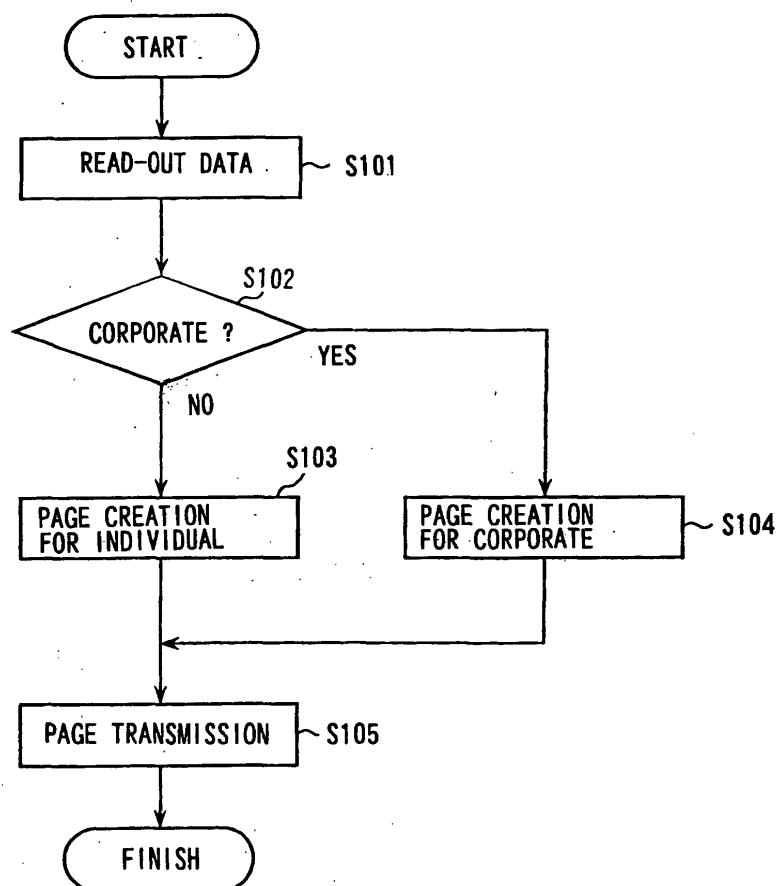 START
READ-OUT DATA
S101
S102
CORPORATE ?
YES
NO
S103
PAGE CREATION
FOR INDIVIDUAL
PAGE CREATION
FOR CORPORATE
S104
PAGE TRANSMISSION
S105
FINISH